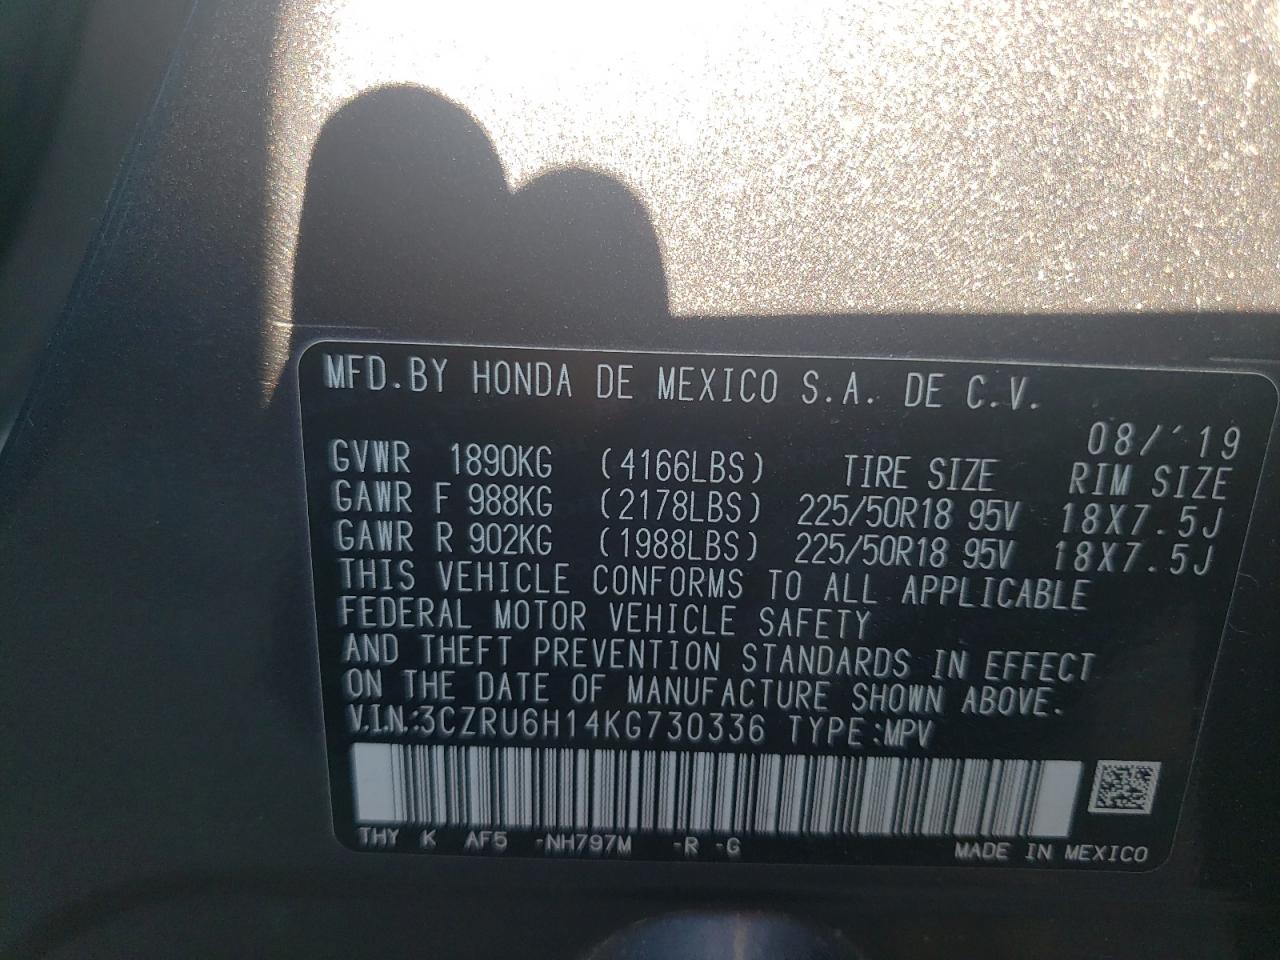 MFD.BY HONDA DE MEXICO S.A. DE C.V.
08/'19
GVWR 1890KG (4166LBS) TIRE SIZE RIM SIZE
GAWR F 988KG (2178LBS) 225/50R18 95V 18X7.5J
GAWR R 902KG (1988LBS) 225/50R18 95V 18X7.5J
THIS VEHICLE CONFORMS TO ALL APPLICABLE
FEDERAL MOTOR VEHICLE SAFETY
AND THEFT PREVENTION STANDARDS IN EFFECT
ON THE DATE OF MANUFACTURE SHOWN ABOVE.
V.I.N.:3CZRU6H14KG730336 TYPE:MPV
THY K AF5 -NH797M -R -G
MADE IN MEXICO